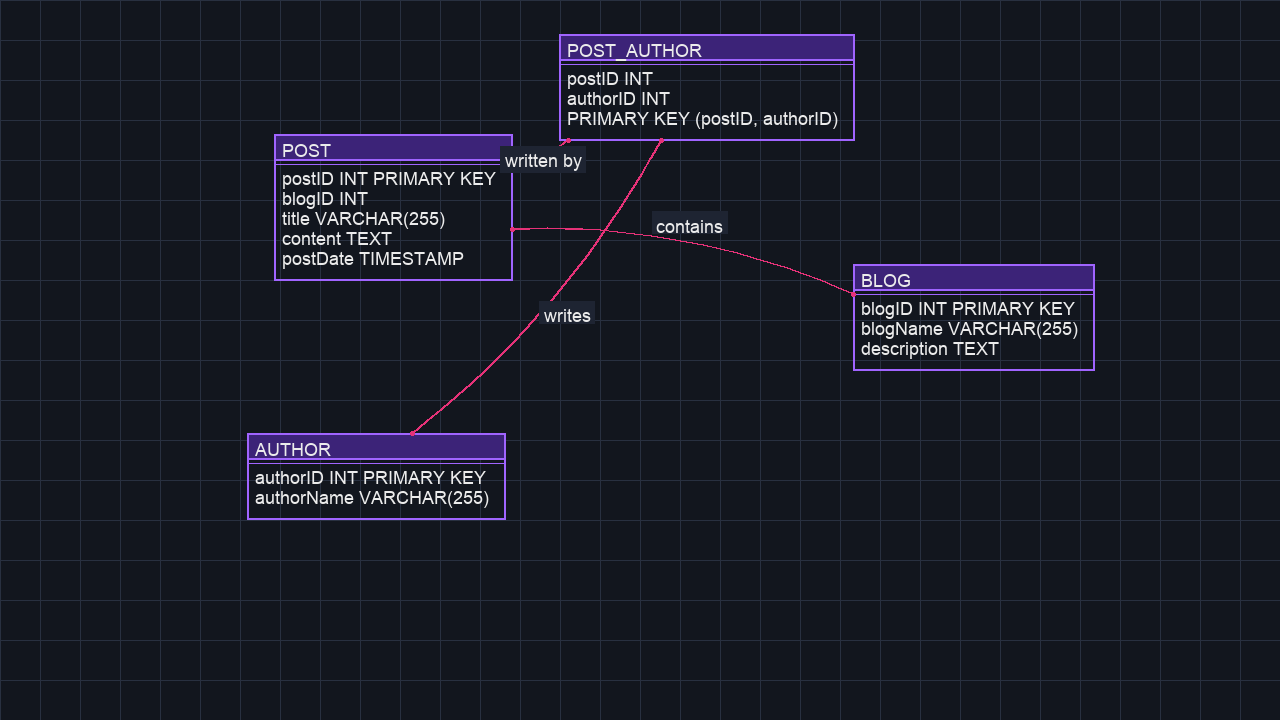 POST_AUTHOR
postID INT
authorID INT
PRIMARY KEY (postID, authorID)
POST
postID INT PRIMARY KEY
blogID INT
title VARCHAR(255)
content TEXT
postDate TIMESTAMP
written by
contains
BLOG
blogID INT PRIMARY KEY
blogName VARCHAR(255)
description TEXT
writes
AUTHOR
authorID INT PRIMARY KEY
authorName VARCHAR(255)